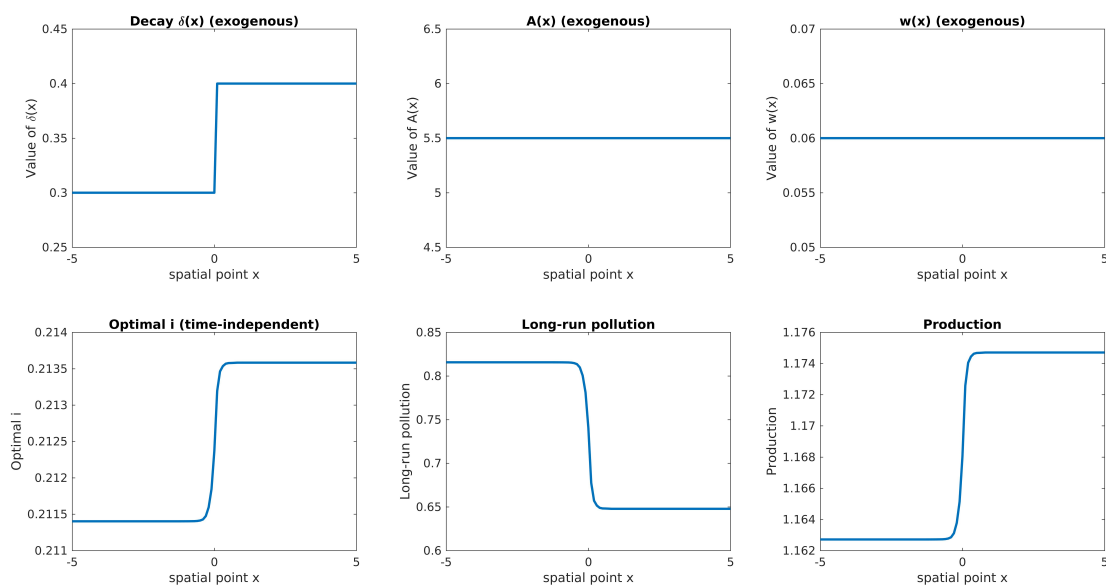 Decay δ(x) (exogenous)
0.45
0.4
0.35
0.3
0.25
Value of δ(x)
-5 0 5
spatial point x
A(x) (exogenous)
6.5
6
5.5
5
4.5
Value of A(x)
-5 0 5
spatial point x
w(x) (exogenous)
0.07
0.065
0.06
0.055
0.05
Value of w(x)
-5 0 5
spatial point x
Optimal i (time-independent)
0.214
0.2135
0.213
0.2125
0.212
0.2115
0.211
Optimal i
-5 0 5
spatial point x
Long-run pollution
0.85
0.8
0.75
0.7
0.65
0.6
Long-run pollution
-5 0 5
spatial point x
Production
1.176
1.174
1.172
1.17
1.168
1.166
1.164
1.162
Production
-5 0 5
spatial point x